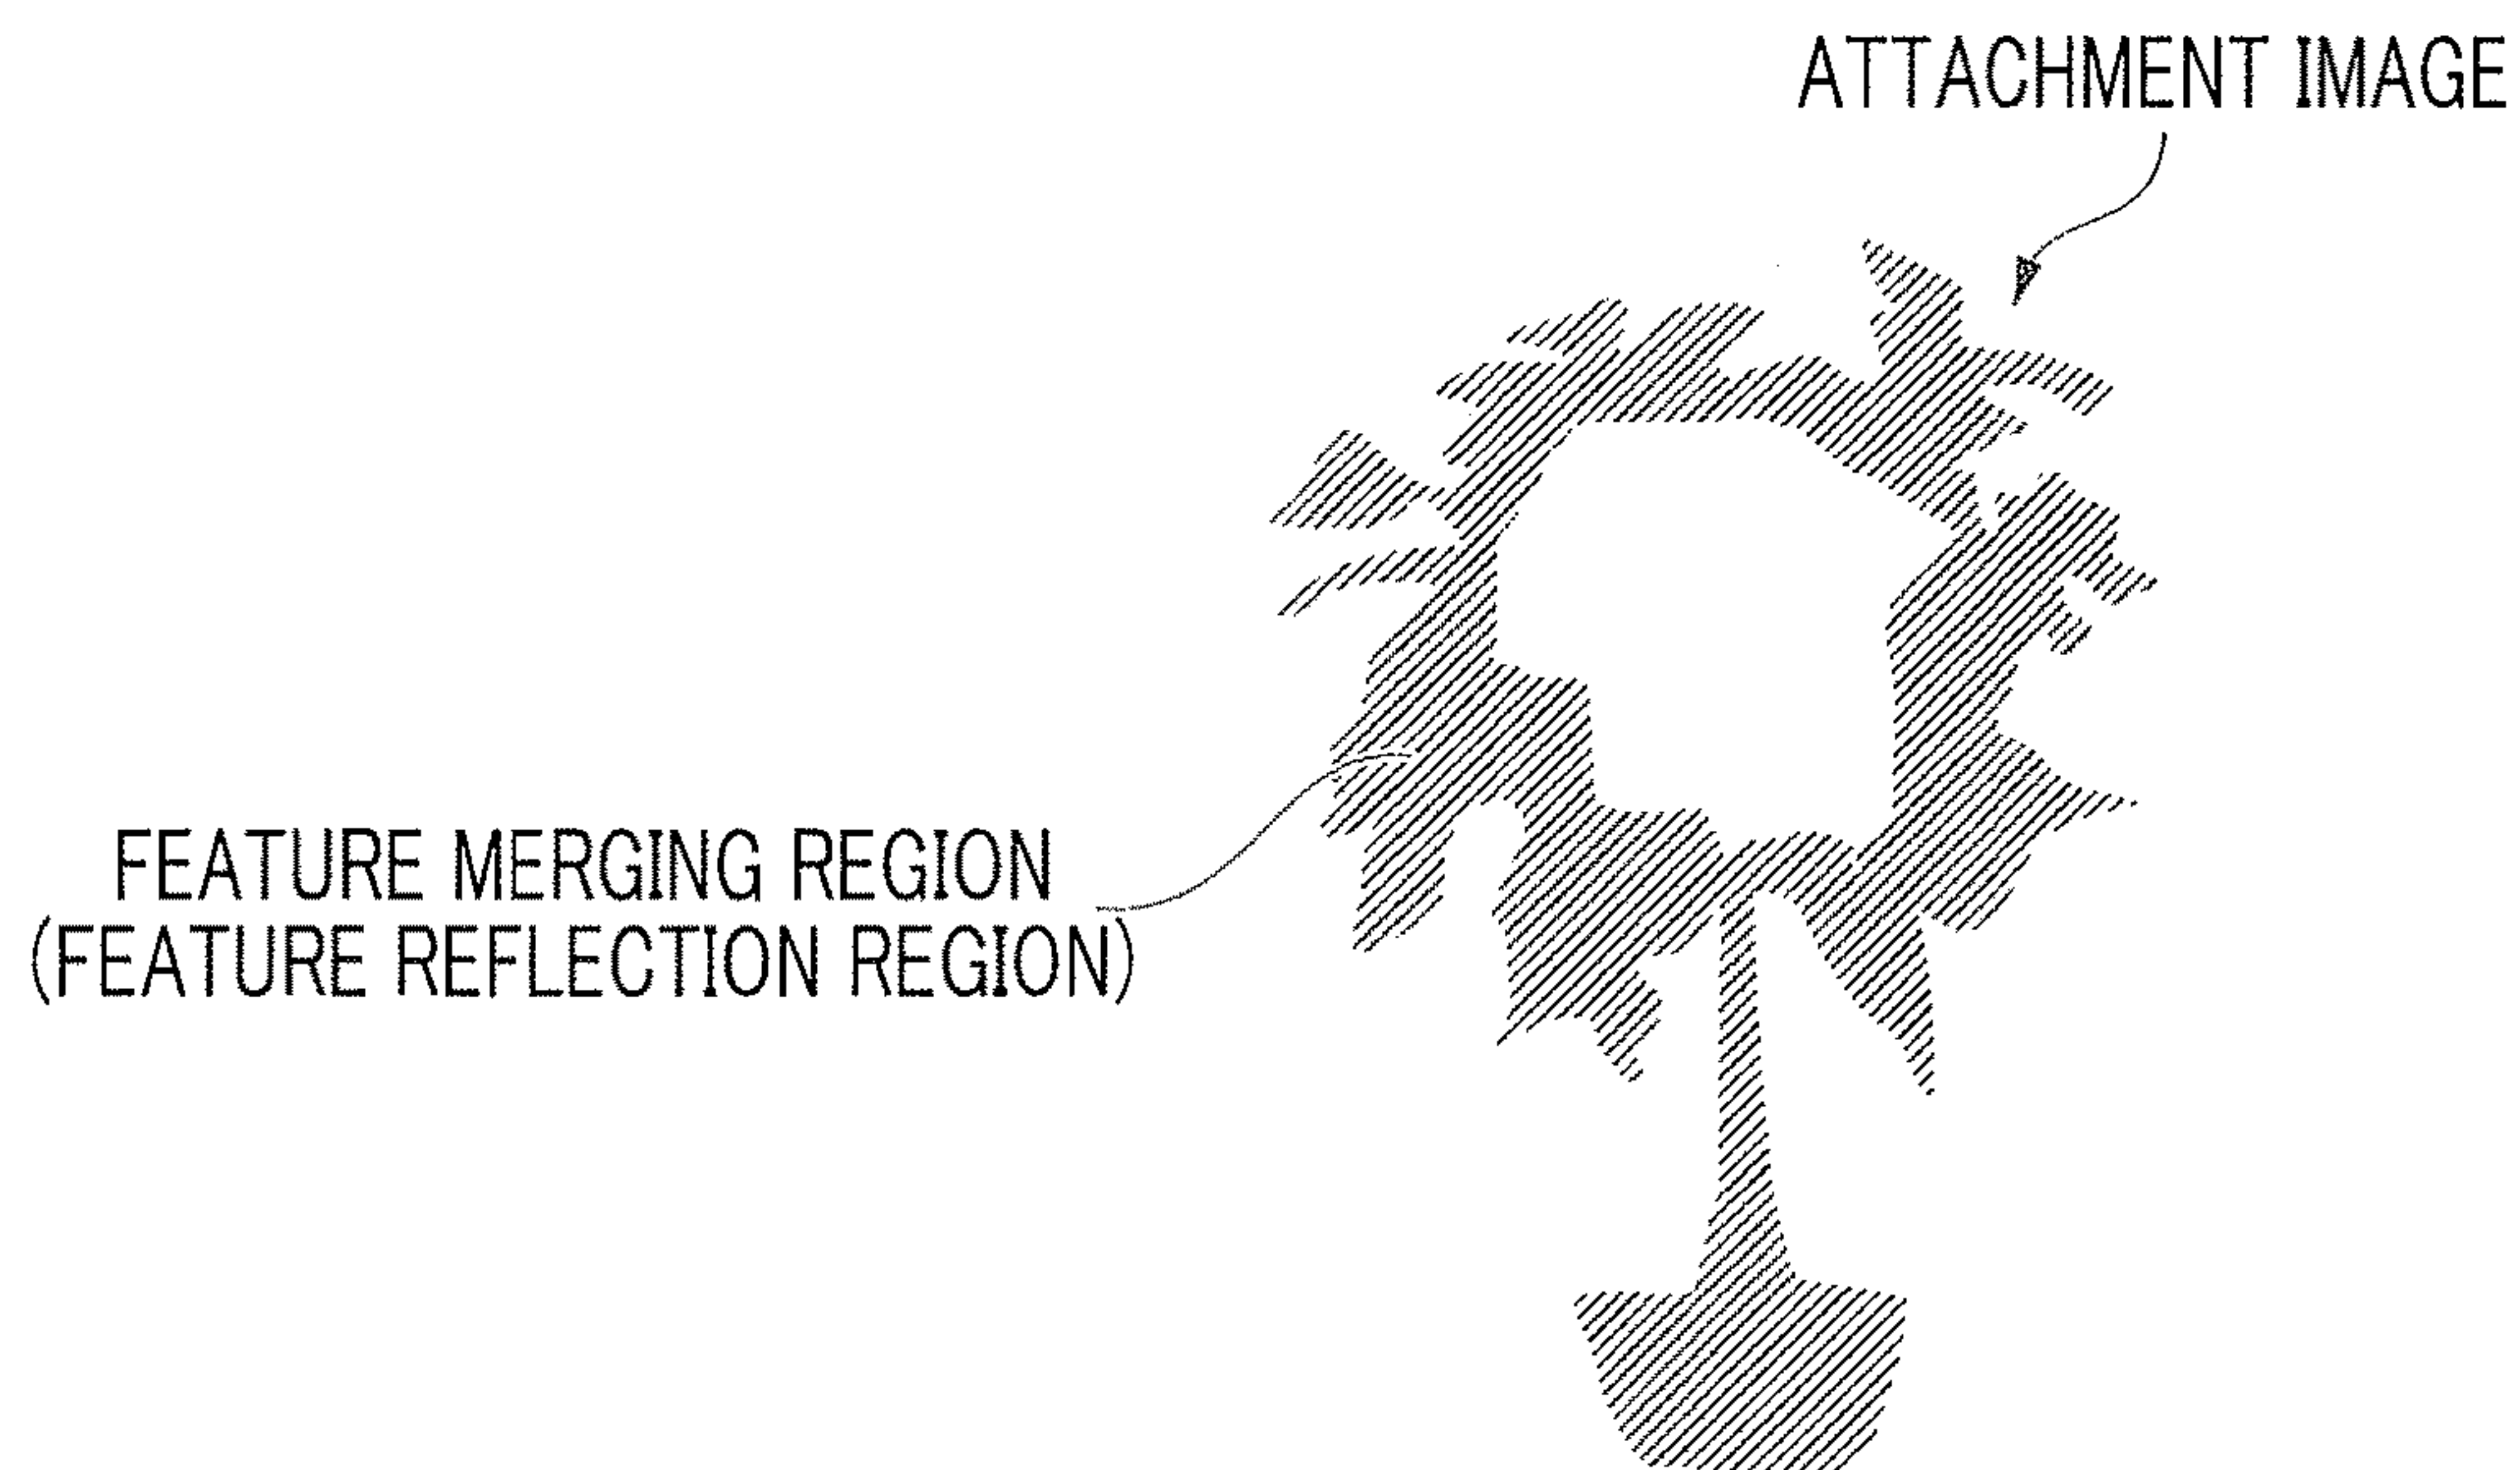 ATTACHMENT IMAGE
FEATURE MERGING REGION
(FEATURE REFLECTION REGION)